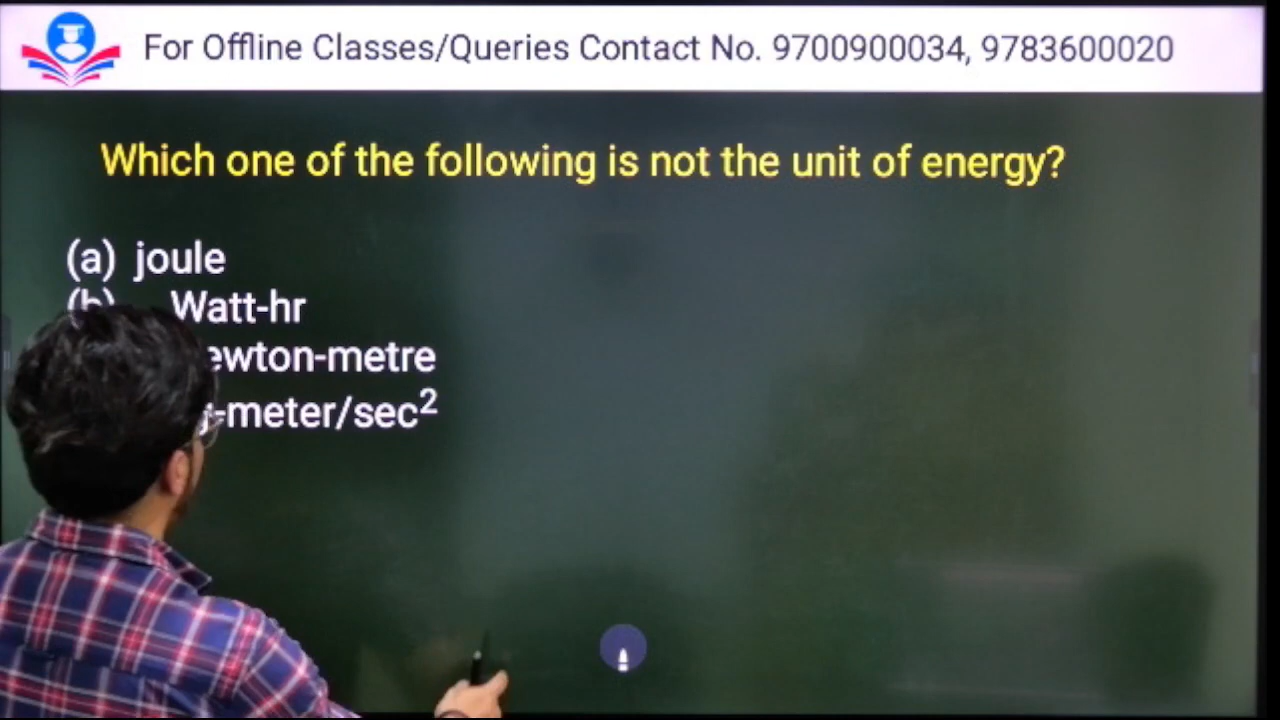 For Offline Classes/Queries Contact No. 9700900034, 9783600020
Which one of the following is not the unit of energy?
(a) joule
(b) Watt-hr
ewton-metre
-meter/sec²